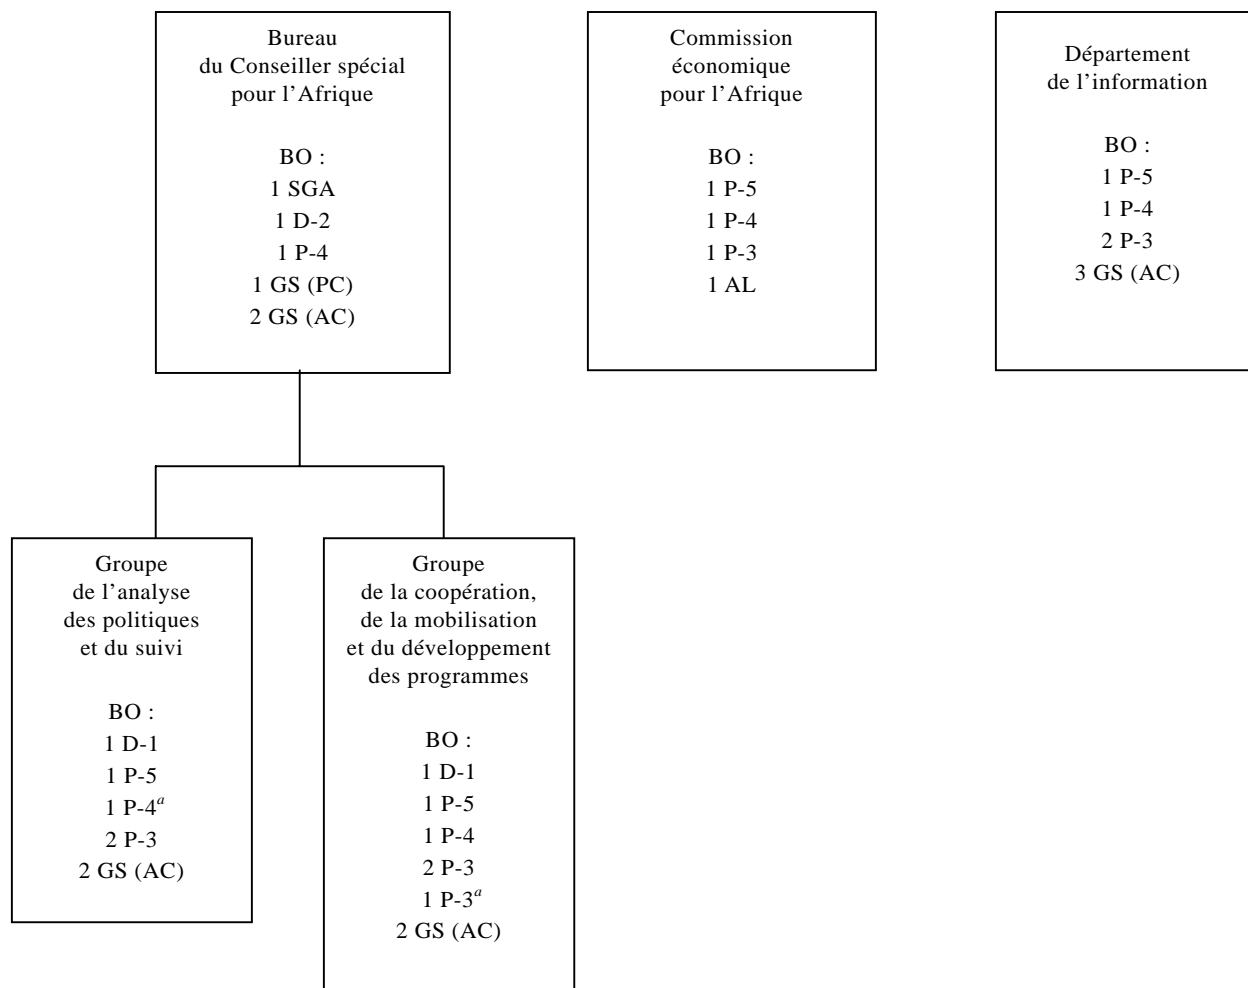 Bureau
du Conseiller spécial
pour l’Afrique
BO :
1 SGA
1 D-2
1 P-4
1 GS (PC)
2 GS (AC)
Commission
économique
pour l’Afrique
BO :
1 P-5
1 P-4
1 P-3
1 AL
Département
de l’information
BO :
1 P-5
1 P-4
2 P-3
3 GS (AC)
Groupe
de l’analyse
des politiques
et du suivi
BO :
1 D-1
1 P-5
1 P-4ᵃ
2 P-3
2 GS (AC)
Groupe
de la coopération,
de la mobilisation
et du développement
des programmes
BO :
1 D-1
1 P-5
1 P-4
2 P-3
1 P-3ᵃ
2 GS (AC)